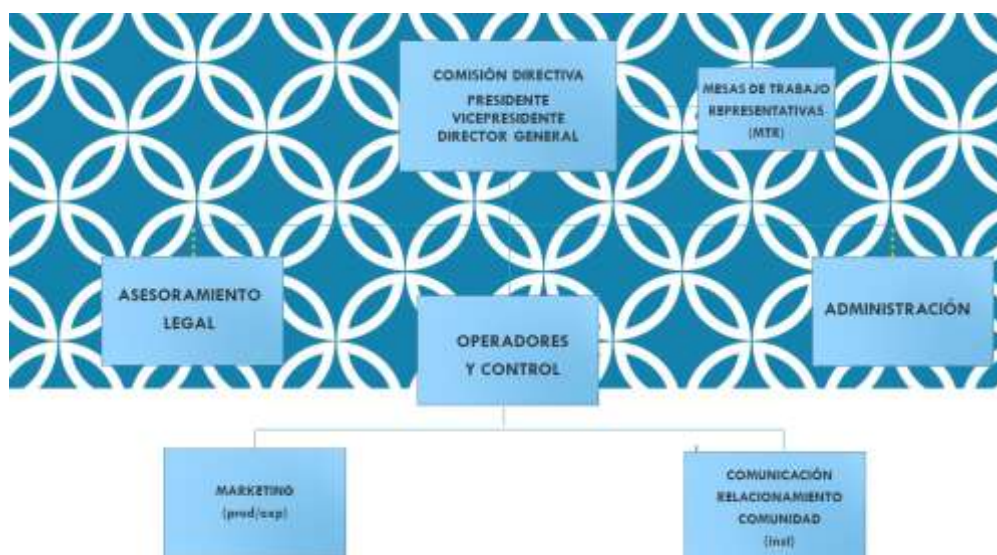 COMISIÓN DIRECTIVA
PRESIDENTE
VICEPRESIDENTE
DIRECTOR GENERAL
MESAS DE TRABAJO
REPRESENTATIVAS
(MTR)
ASESORAMIENTO
LEGAL
OPERADORES
Y CONTROL
ADMINISTRACIÓN
MARKETING
(prod/exp)
COMUNICACIÓN
RELACIONAMIENTO
COMUNIDAD
(inst)